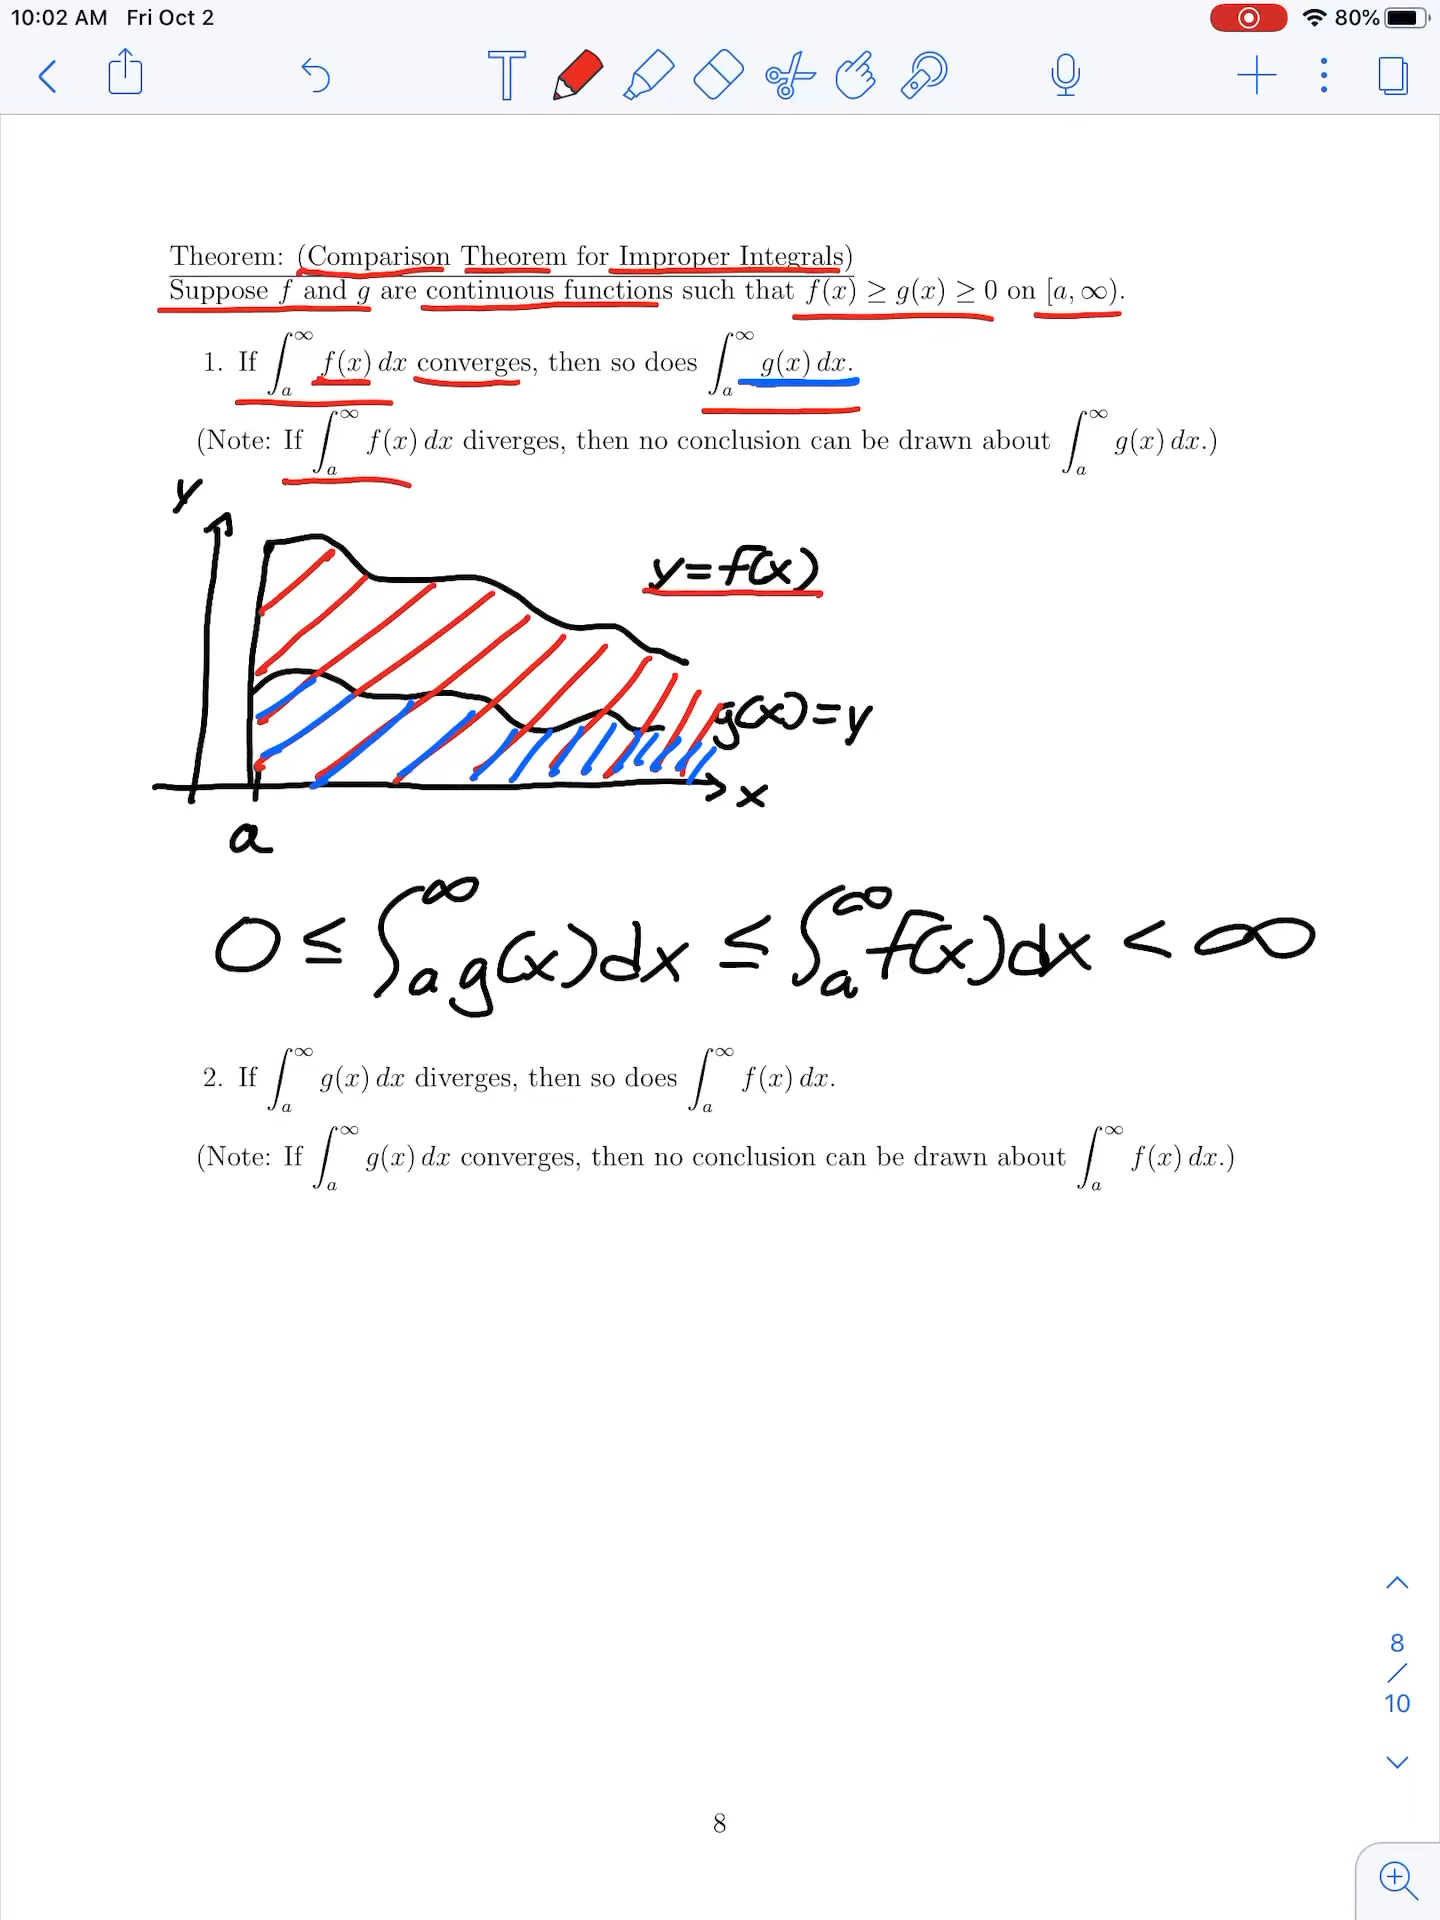 10:02 AM Fri Oct 2 80%
T
Theorem: (Comparison Theorem for Improper Integrals)
Suppose f and g are continuous functions such that f(x) ≥ g(x) ≥ 0 on [a, ∞).
1. If ∫_a^∞ f(x) dx converges, then so does ∫_a^∞ g(x) dx.
(Note: If ∫_a^∞ f(x) dx diverges, then no conclusion can be drawn about ∫_a^∞ g(x) dx.)
y
y=f(x)
g(x)=y
x
a
0 ≤ ∫_a^∞ g(x)dx ≤ ∫_a^∞ f(x)dx < ∞
2. If ∫_a^∞ g(x) dx diverges, then so does ∫_a^∞ f(x) dx.
(Note: If ∫_a^∞ g(x) dx converges, then no conclusion can be drawn about ∫_a^∞ f(x) dx.)
8
/
10
8